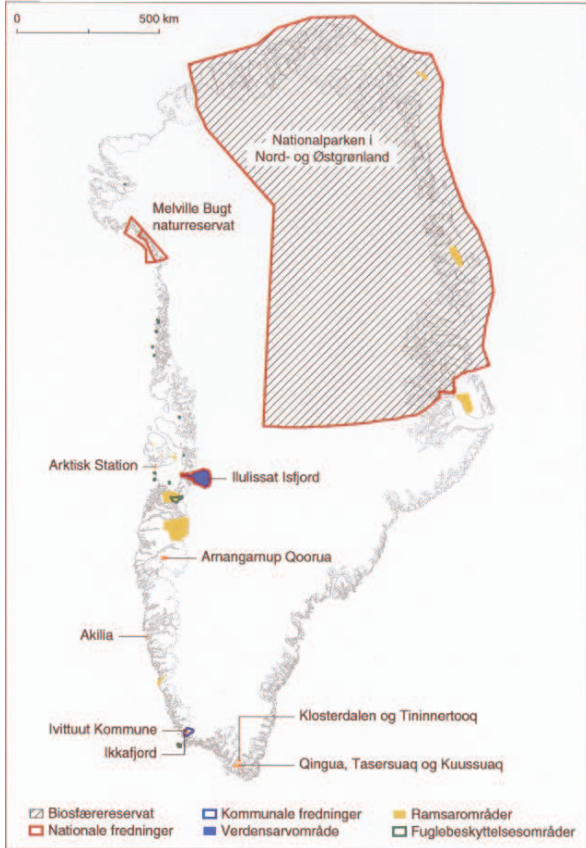 0 500 km
Nationalparken i
Nord- og Østgrønland
Melville Bugt
naturreservat
Arktisk Station
Ilulissat Isfjord
Arnangarnup Qoorua
Akilia
Ivittuut Kommune
Ikkafjord
Klosterdalen og Tininnertooq
Qingua, Tasersuaq og Kuussuaq
Biosfærereservat
Nationale fredninger
Kommunale fredninger
Verdensarvområde
Ramsarområder
Fuglebeskyttelsesområder